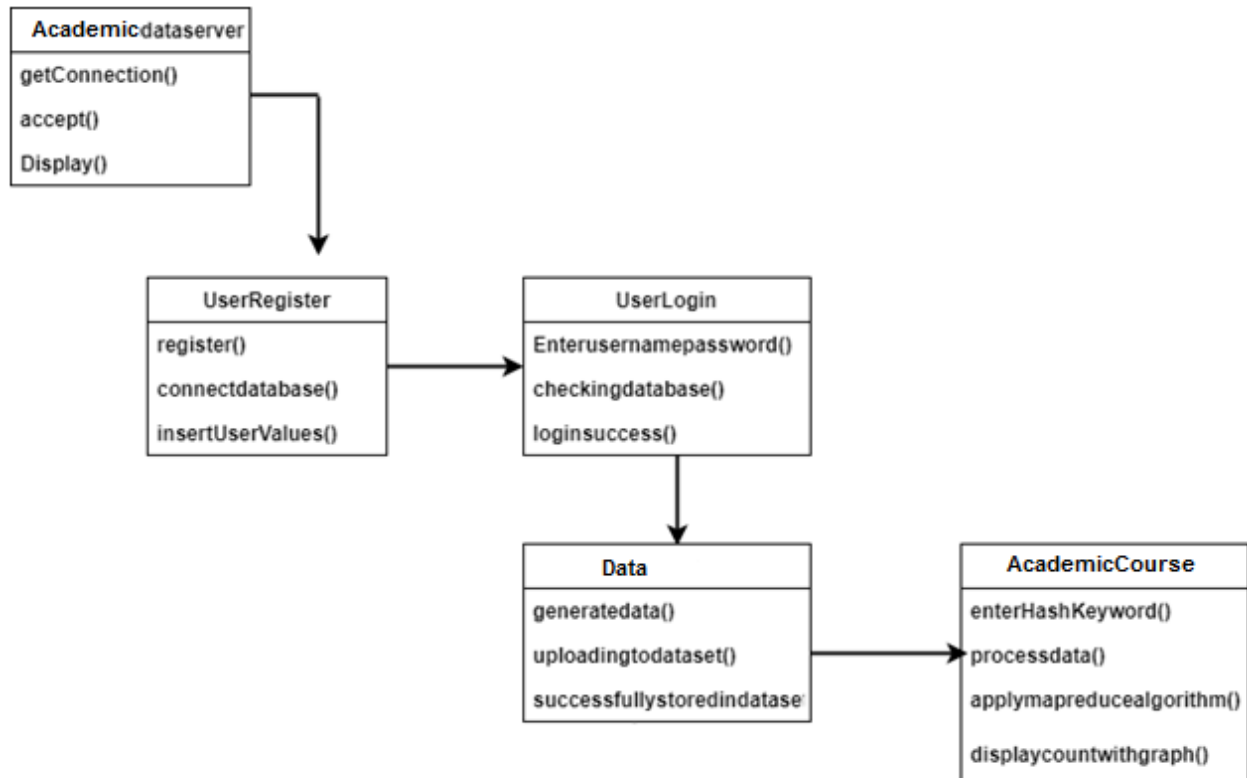 Academicdataserver
getConnection()
accept()
Display()
UserRegister
register()
connectdatabase()
insertUserValues()
UserLogin
Enterusernamepassword()
checkingdatabase()
loginsuccess()
Data
generatedata()
uploadingtodataset()
successfullystoredindatase
AcademicCourse
enterHashKeyword()
processdata()
applymapreducealgorithm()
displaycountwithgraph()